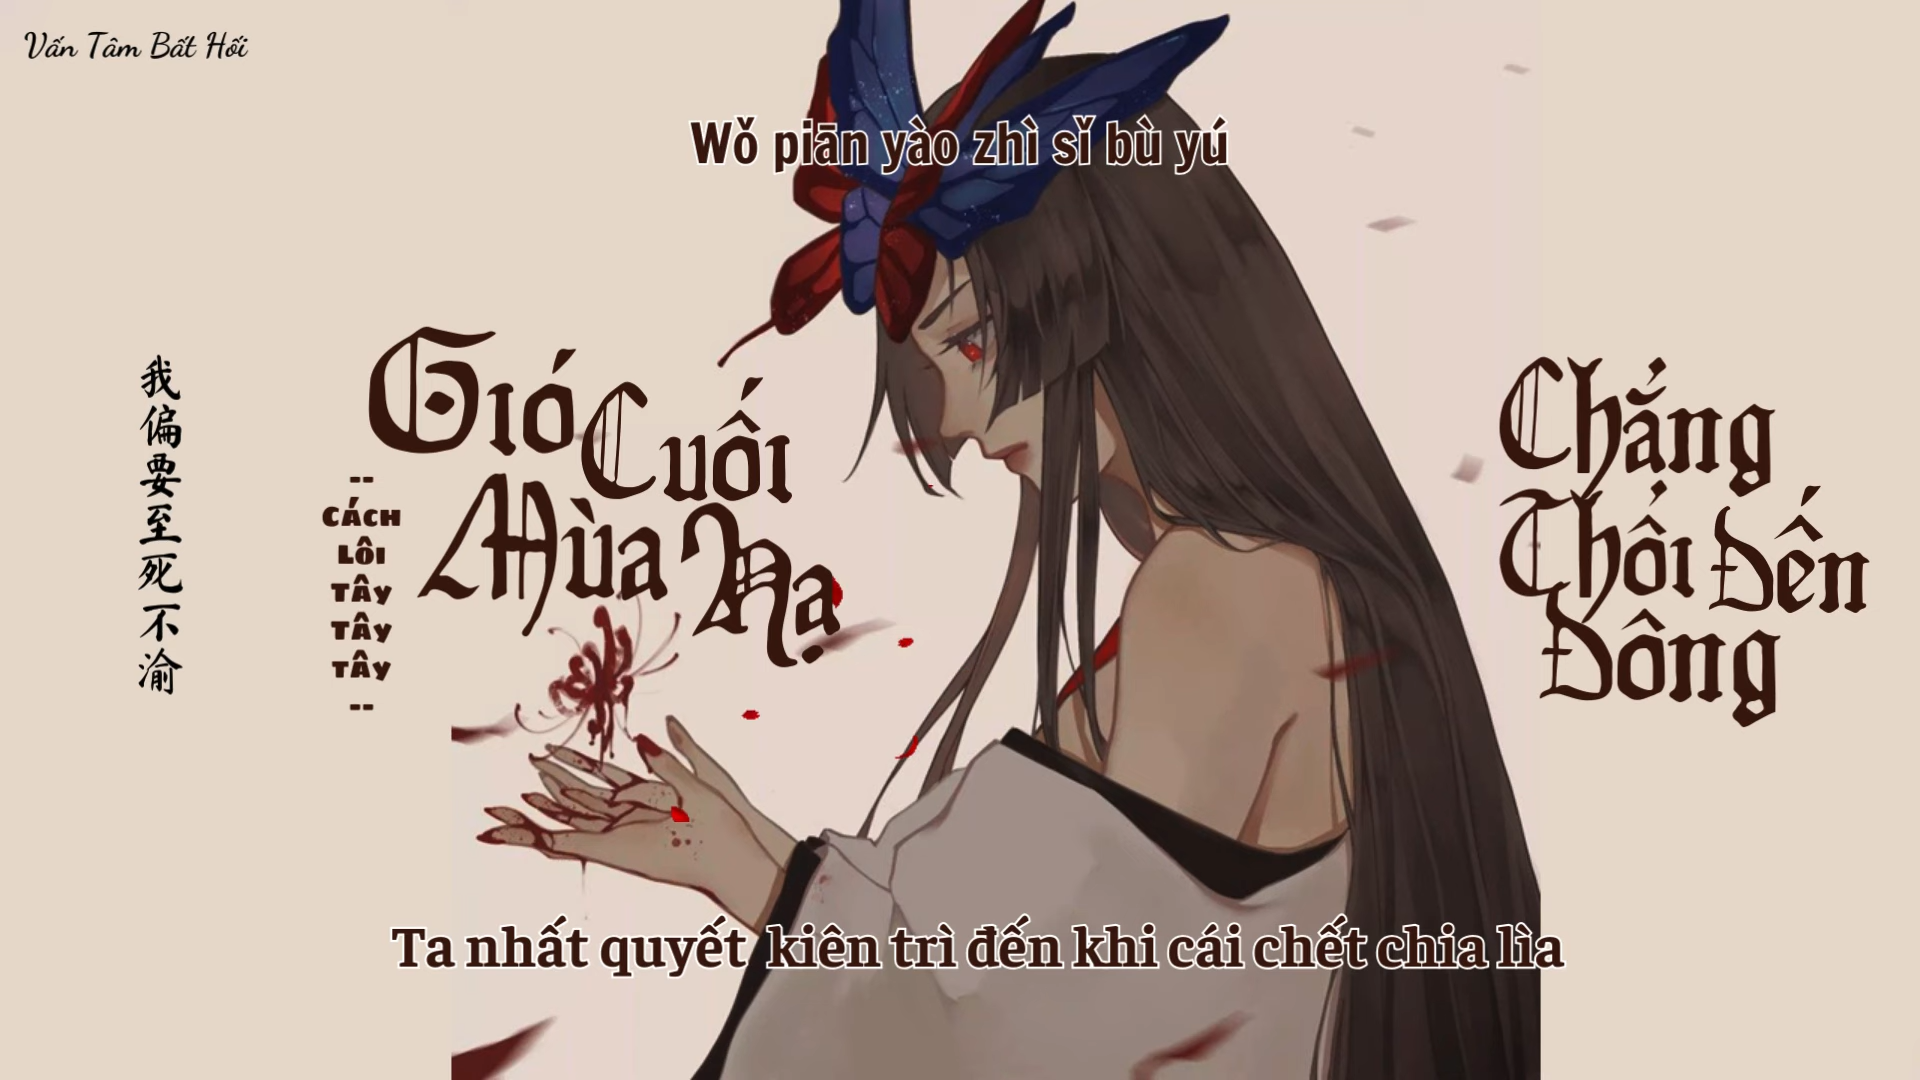 Vấn Tâm Bất Hối
Wǒ piān yào zhì sǐ bù yú
我偏要至死不渝
--
Cách
Lôi
Tây
Tây
Tây
--
Gió Cuối
Mùa Hạ
Chẳng
Thổi Đến
Đông
Ta nhất quyết kiên trì đến khi cái chết chia lìa